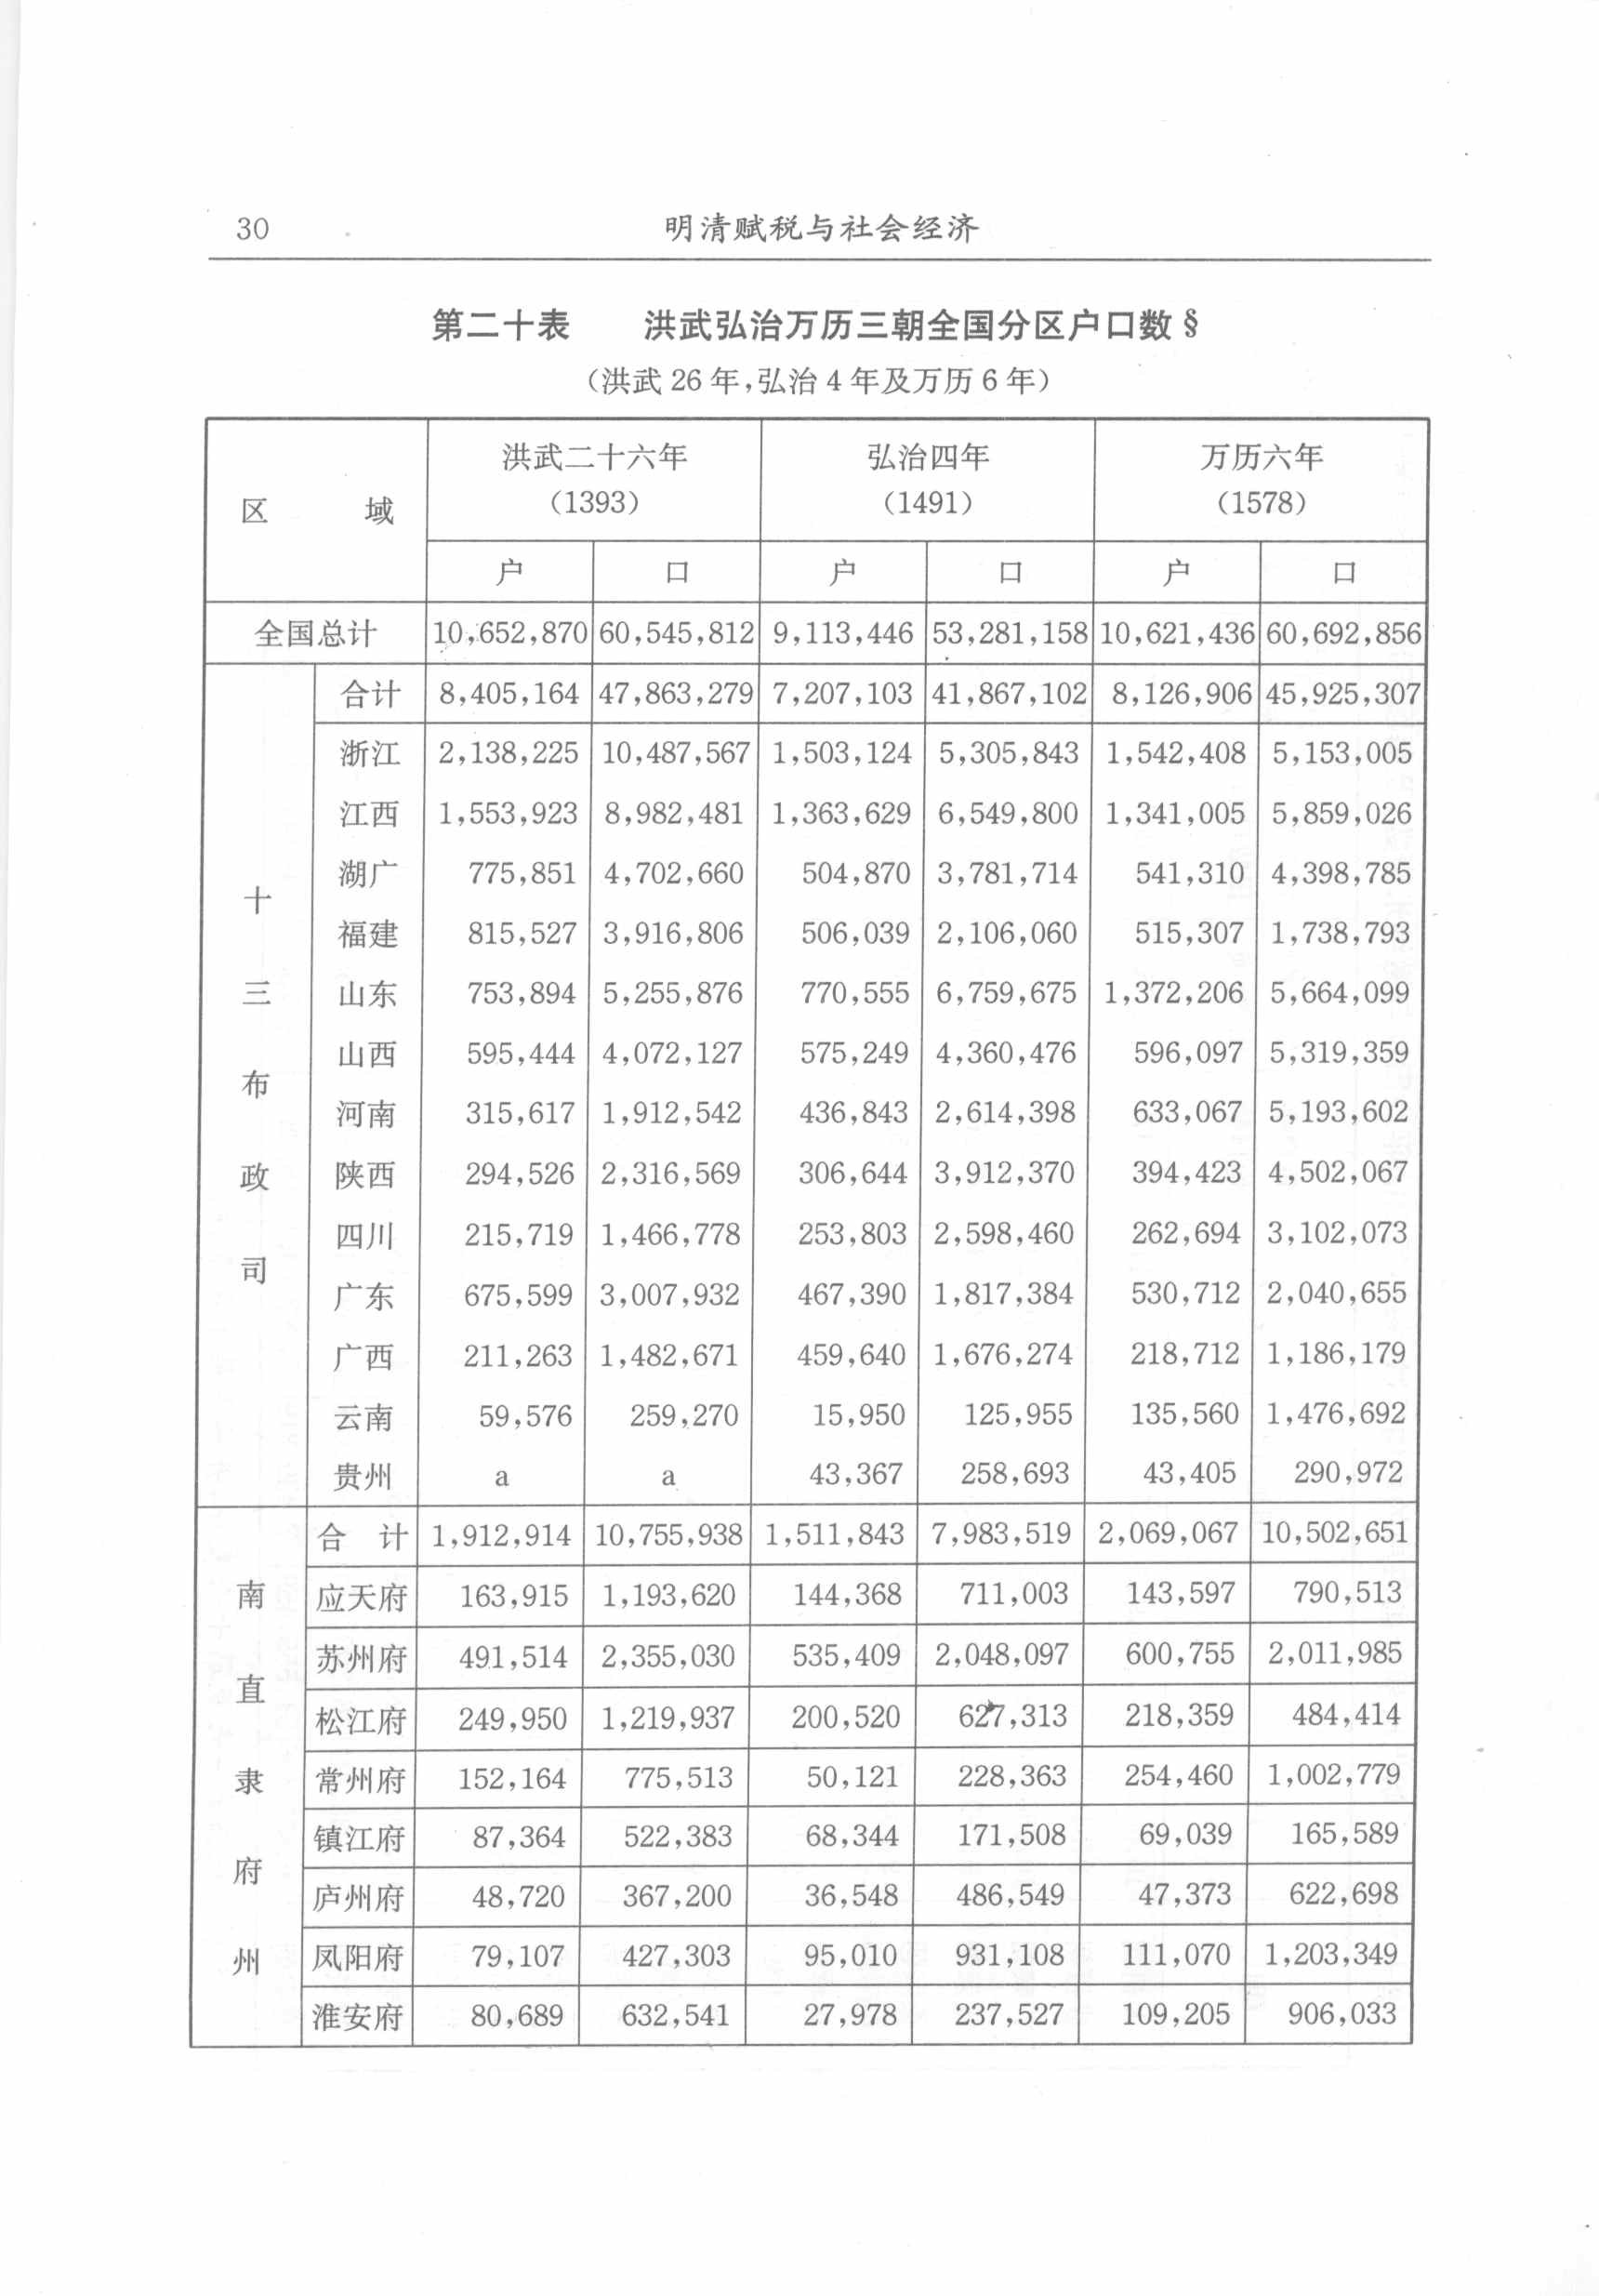 30 明清赋税与社会经济
第二十表 洪武弘治万历三朝全国分区户口数§
（洪武 26 年，弘治 4 年及万历 6 年）
区 域 洪武二十六年 弘治四年 万历六年
（1393） （1491） （1578）
户 口 户 口 户 口
全国总计 10,652,870 60,545,812 9,113,446 53,281,158 10,621,436 60,692,856
十三布政司
合计 8,405,164 47,863,279 7,207,103 41,867,102 8,126,906 45,925,307
浙江 2,138,225 10,487,567 1,503,124 5,305,843 1,542,408 5,153,005
江西 1,553,923 8,982,481 1,363,629 6,549,800 1,341,005 5,859,026
湖广 775,851 4,702,660 504,870 3,781,714 541,310 4,398,785
福建 815,527 3,916,806 506,039 2,106,060 515,307 1,738,793
山东 753,894 5,255,876 770,555 6,759,675 1,372,206 5,664,099
山西 595,444 4,072,127 575,249 4,360,476 596,097 5,319,359
河南 315,617 1,912,542 436,843 2,614,398 633,067 5,193,602
陕西 294,526 2,316,569 306,644 3,912,370 394,423 4,502,067
四川 215,719 1,466,778 253,803 2,598,460 262,694 3,102,073
广东 675,599 3,007,932 467,390 1,817,384 530,712 2,040,655
广西 211,263 1,482,671 459,640 1,676,274 218,712 1,186,179
云南 59,576 259,270 15,950 125,955 135,560 1,476,692
贵州 a a 43,367 258,693 43,405 290,972
南直隶府州
合 计 1,912,914 10,755,938 1,511,843 7,983,519 2,069,067 10,502,651
应天府 163,915 1,193,620 144,368 711,003 143,597 790,513
苏州府 491,514 2,355,030 535,409 2,048,097 600,755 2,011,985
松江府 249,950 1,219,937 200,520 627,313 218,359 484,414
常州府 152,164 775,513 50,121 228,363 254,460 1,002,779
镇江府 87,364 522,383 68,344 171,508 69,039 165,589
庐州府 48,720 367,200 36,548 486,549 47,373 622,698
凤阳府 79,107 427,303 95,010 931,108 111,070 1,203,349
淮安府 80,689 632,541 27,978 237,527 109,205 906,033